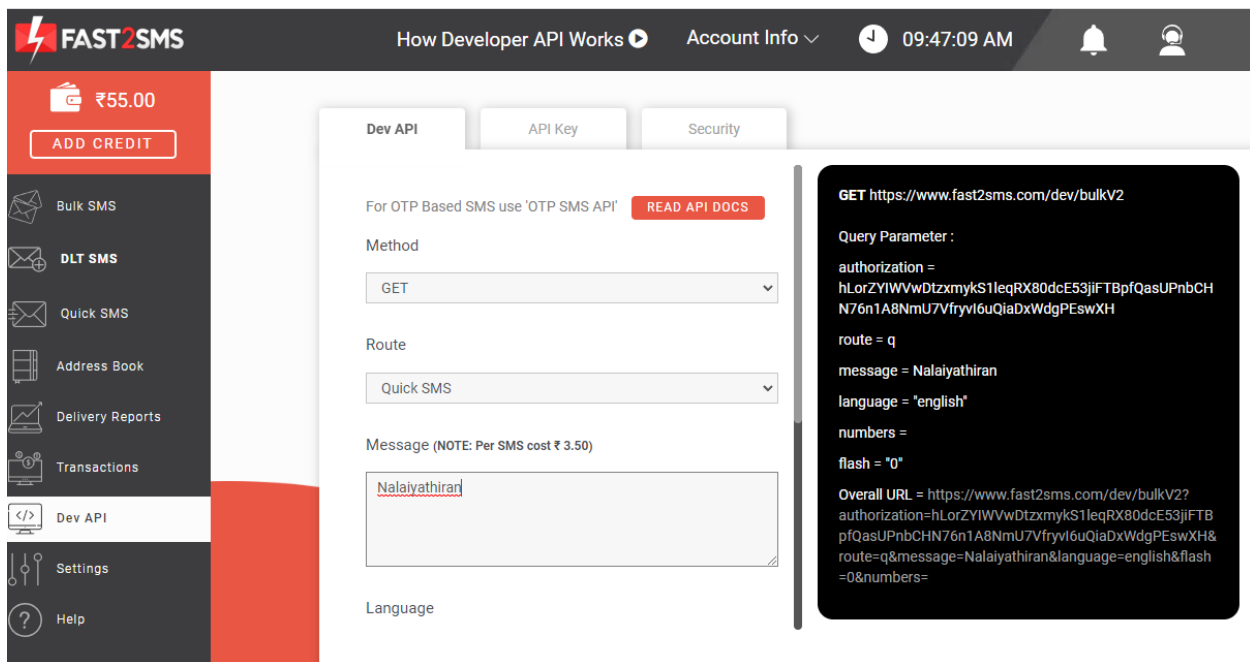 FAST2SMS
How Developer API Works
Account Info
09:47:09 AM
₹55.00
ADD CREDIT
Bulk SMS
DLT SMS
Quick SMS
Address Book
Delivery Reports
Transactions
Dev API
Settings
Help
Dev API
API Key
Security
For OTP Based SMS use 'OTP SMS API'
READ API DOCS
Method
GET
Route
Quick SMS
Message (NOTE: Per SMS cost ₹ 3.50)
Nalaiyathiran
Language
GET https://www.fast2sms.com/dev/bulkV2
Query Parameter :
authorization =
hLorZYIWVwDtzxmykS1leqRX80dcE53jiFTBpfQasUPnbCH
N76n1A8NmU7VfryvI6uQiaDxWdgPEswXH
route = q
message = Nalaiyathiran
language = "english"
numbers =
flash = "0"
Overall URL = https://www.fast2sms.com/dev/bulkV2?
authorization=hLorZYIWVwDtzxmykS1leqRX80dcE53jiFTB
pfQasUPnbCHN76n1A8NmU7VfryvI6uQiaDxWdgPEswXH&
route=q&message=Nalaiyathiran&language=english&flash
=0&numbers=